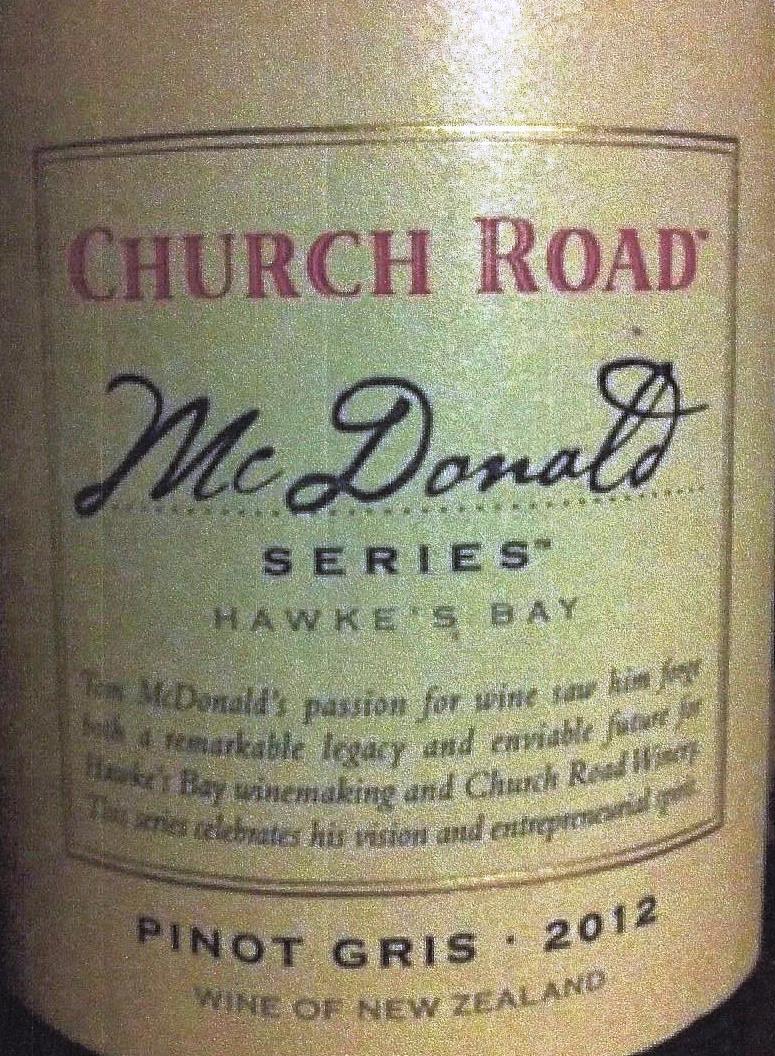 CHURCH ROAD™
McDonald
SERIES™
HAWKE'S BAY
Tom McDonald's passion for wine saw him forge
both a remarkable legacy and enviable future for
Hawke's Bay winemaking and Church Road Winery.
This series celebrates his vision and entrepreneurial spirit.
PINOT GRIS · 2012
WINE OF NEW ZEALAND